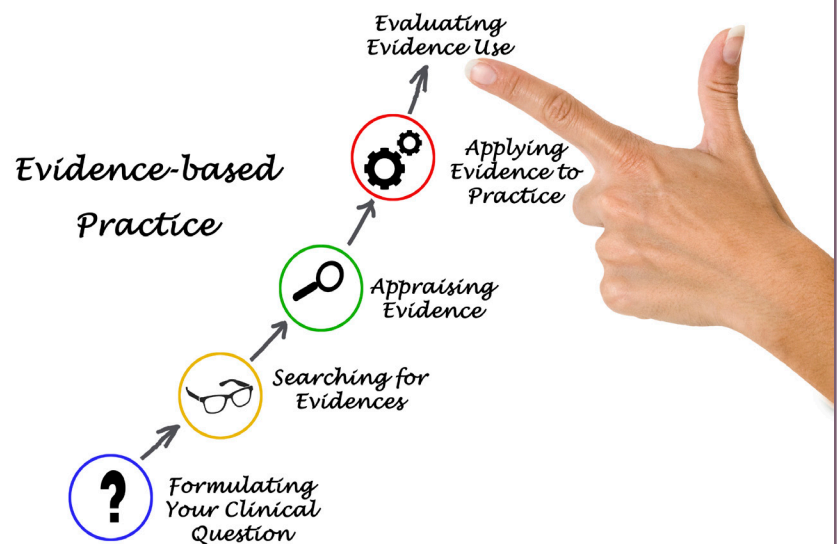 Evaluating
Evidence Use
Evidence-based
Practice
Applying
Evidence to
Practice
Appraising
Evidence
Searching for
Evidences
?
Formulating
Your Clinical
Question